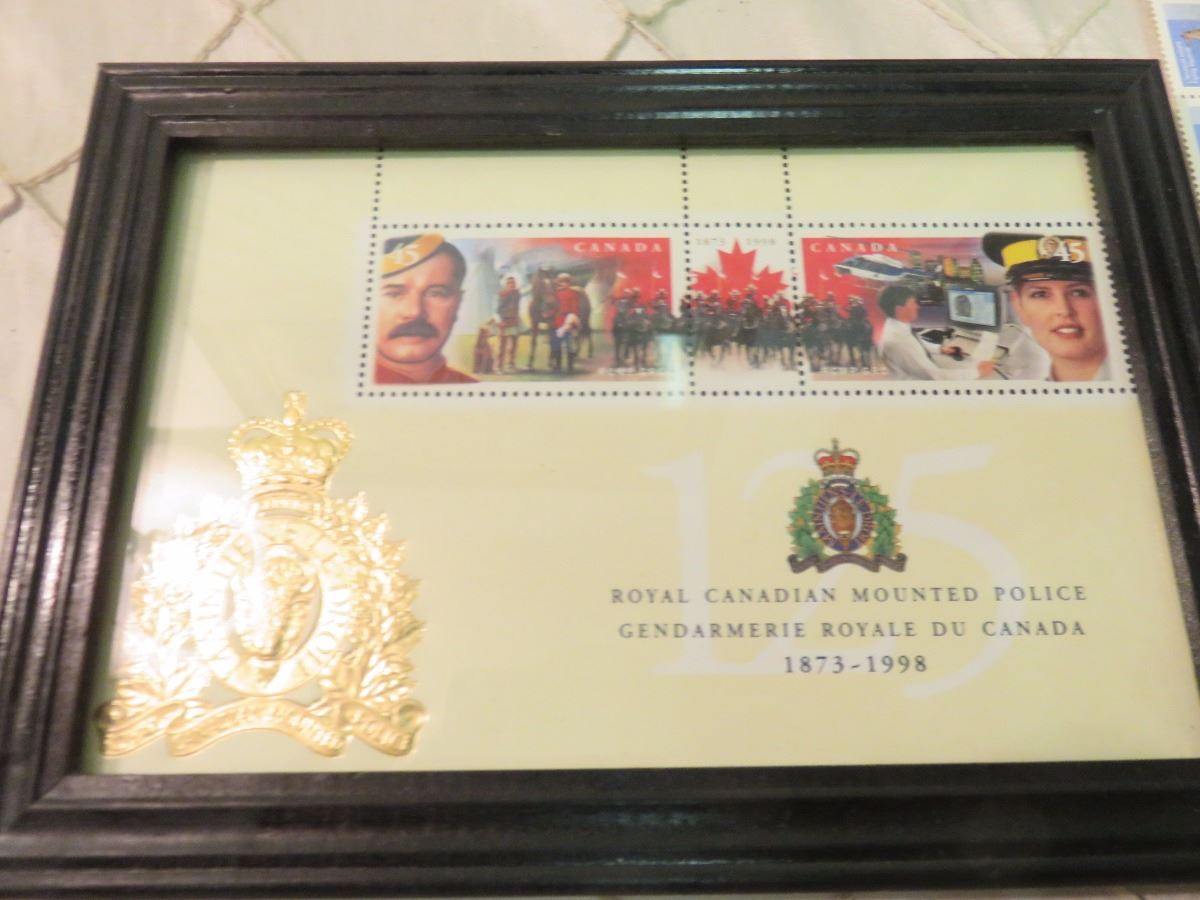 45 CANADA
1873 1998
CANADA 45
125
ROYAL CANADIAN MOUNTED POLICE
GENDARMERIE ROYALE DU CANADA
1873-1998